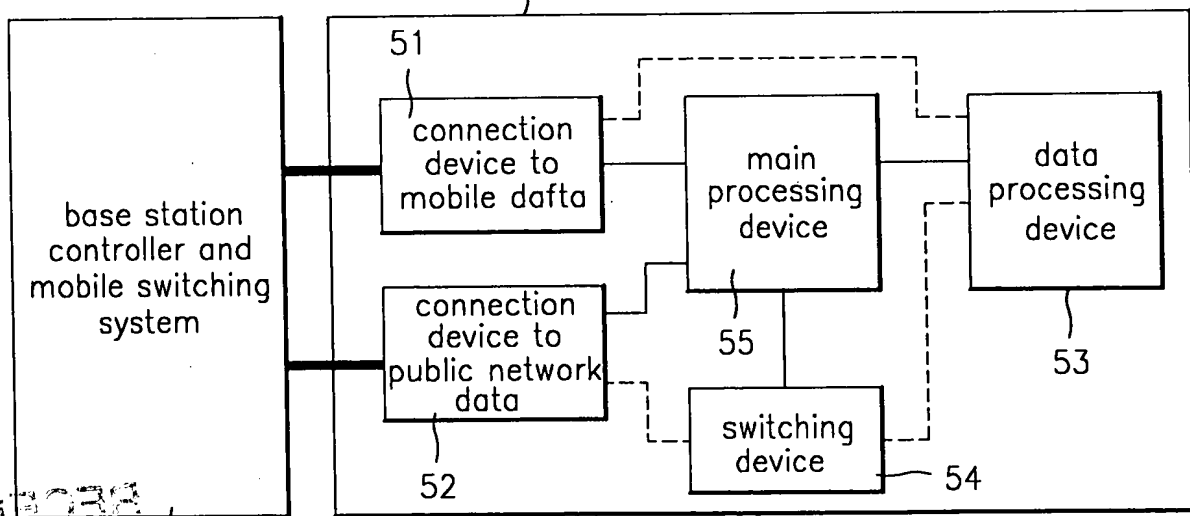 base station
controller and
mobile switching
system
51
connection
device to
mobile dafta
connection
device to
public network
data
52
main
processing
device
55
switching
device
54
data
processing
device
53